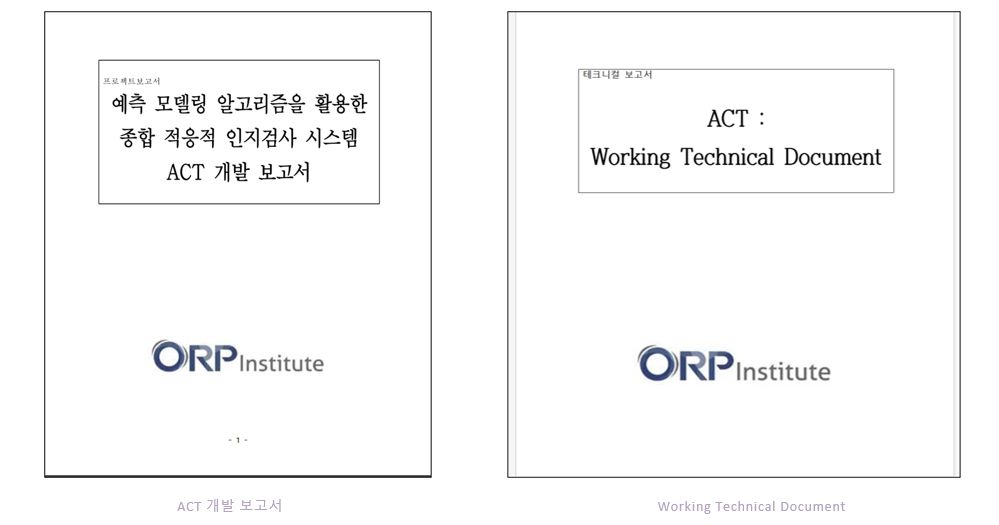 프로젝트보고서
예측 모델링 알고리즘을 활용한
종합 적응적 인지검사 시스템
ACT 개발 보고서
ORP Institute
- 1 -
ACT 개발 보고서
테크니컬 보고서
ACT :
Working Technical Document
ORP Institute
Working Technical Document